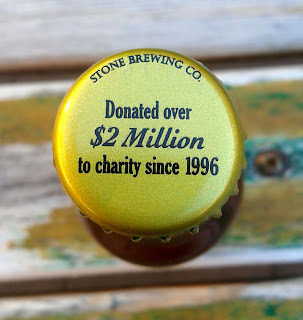 STONE BREWING CO.
Donated over
$2 Million
to charity since 1996